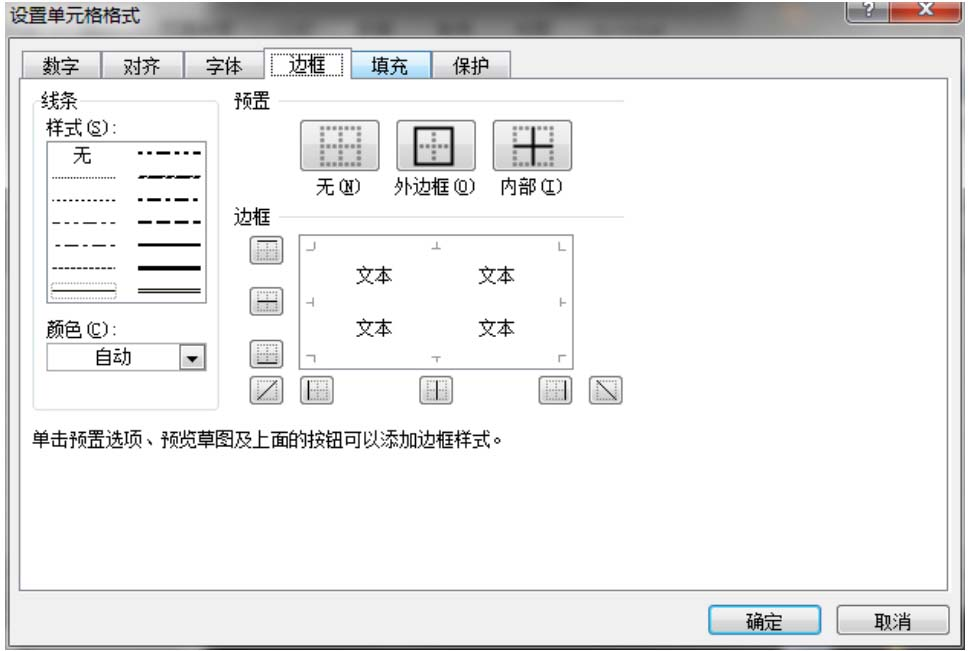 设置单元格格式
? X
数字 对齐 字体 边框 填充 保护
线条
样式(S):
无
颜色(C):
自动
预置
无(N) 外边框(O) 内部(I)
边框
文本 文本
文本 文本
单击预置选项、预览草图及上面的按钮可以添加边框样式。
确定 取消